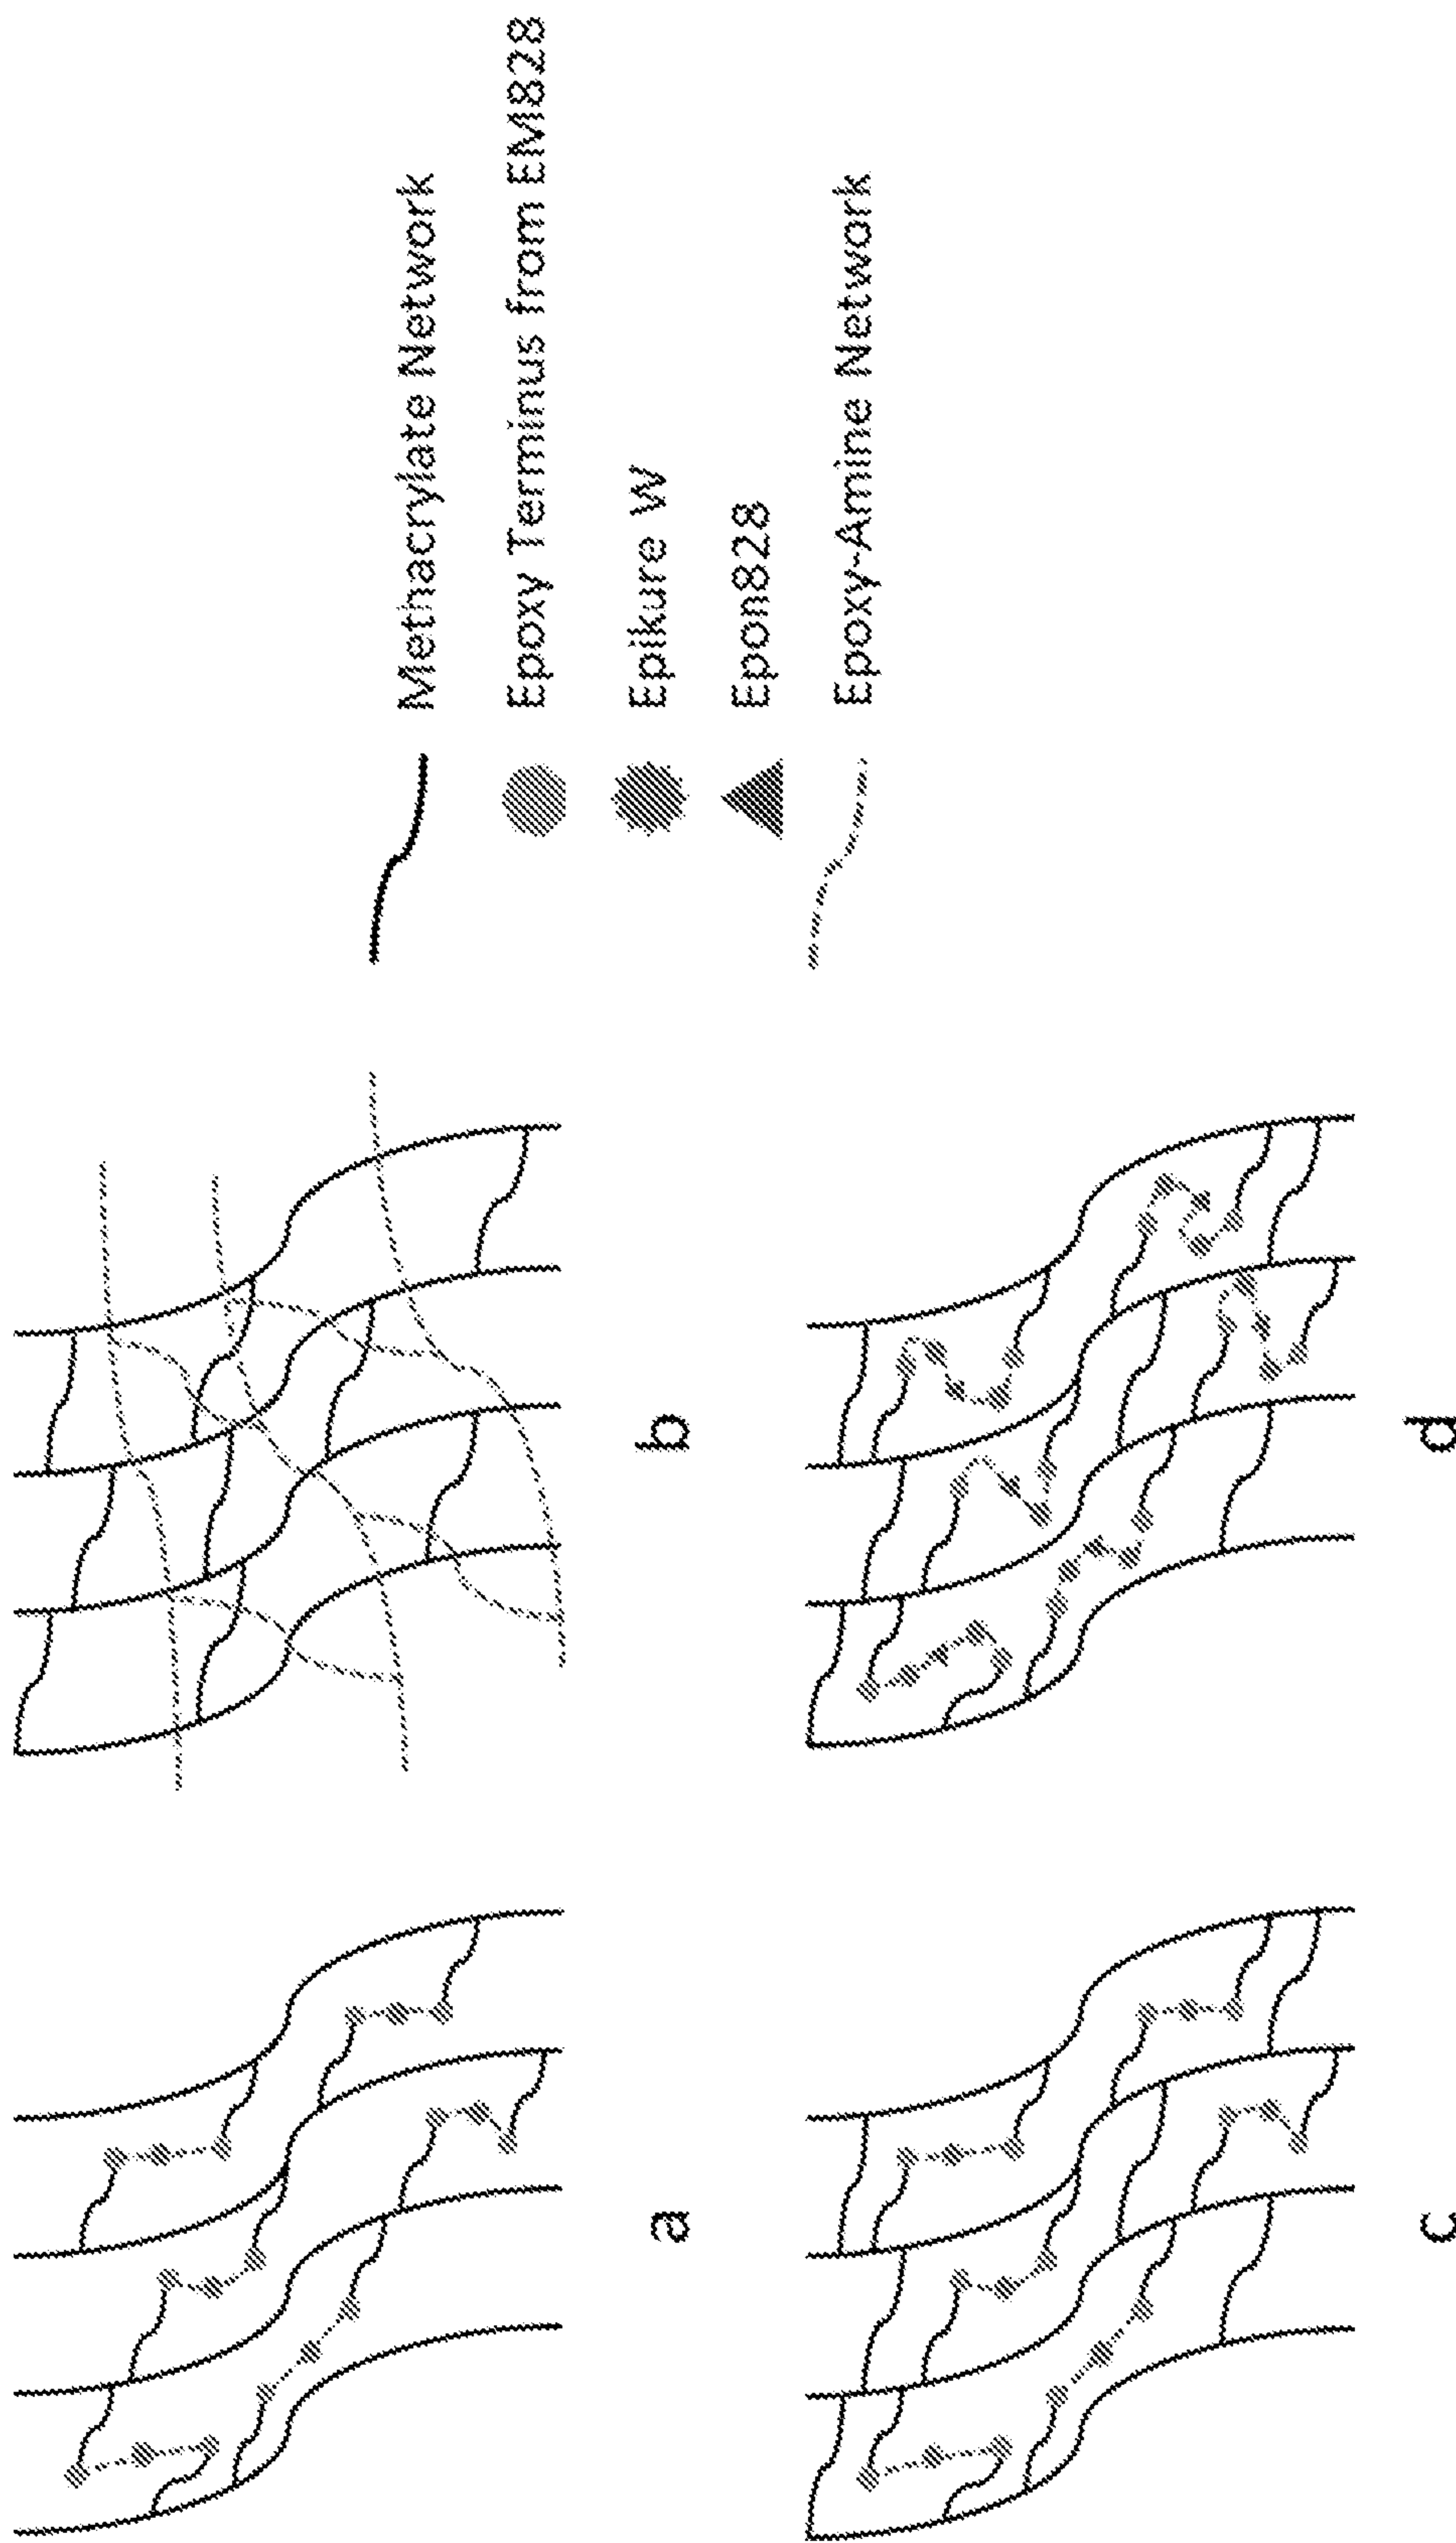 a
b
c
d
Methacrylate Network
Epoxy Terminus from EM828
Epikure W
Epon828
Epoxy-Amine Network